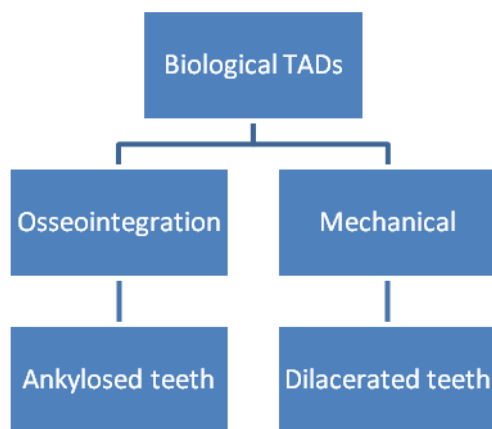 Biological TADs
Osseointegration
Mechanical
Ankylosed teeth
Dilacerated teeth